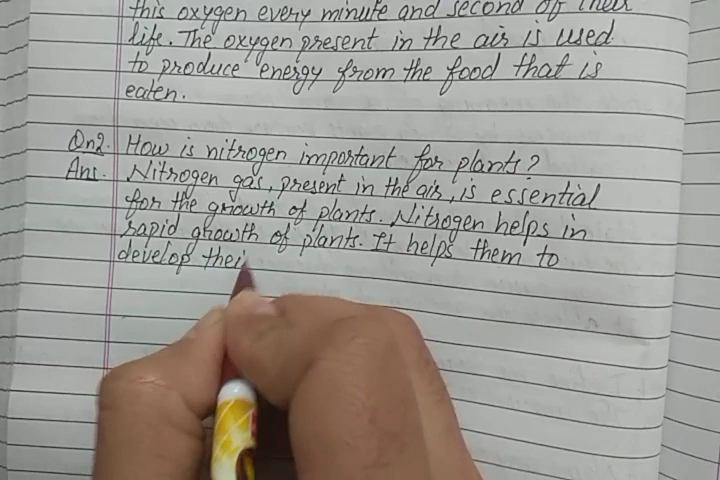 this oxygen every minute and second of their
life. The oxygen present in the air is used
to produce energy from the food that is
eaten.
Qn2. How is nitrogen important for plants?
Ans. Nitrogen gas, present in the air, is essential
for the growth of plants. Nitrogen helps in
rapid growth of plants. It helps them to
develop thei